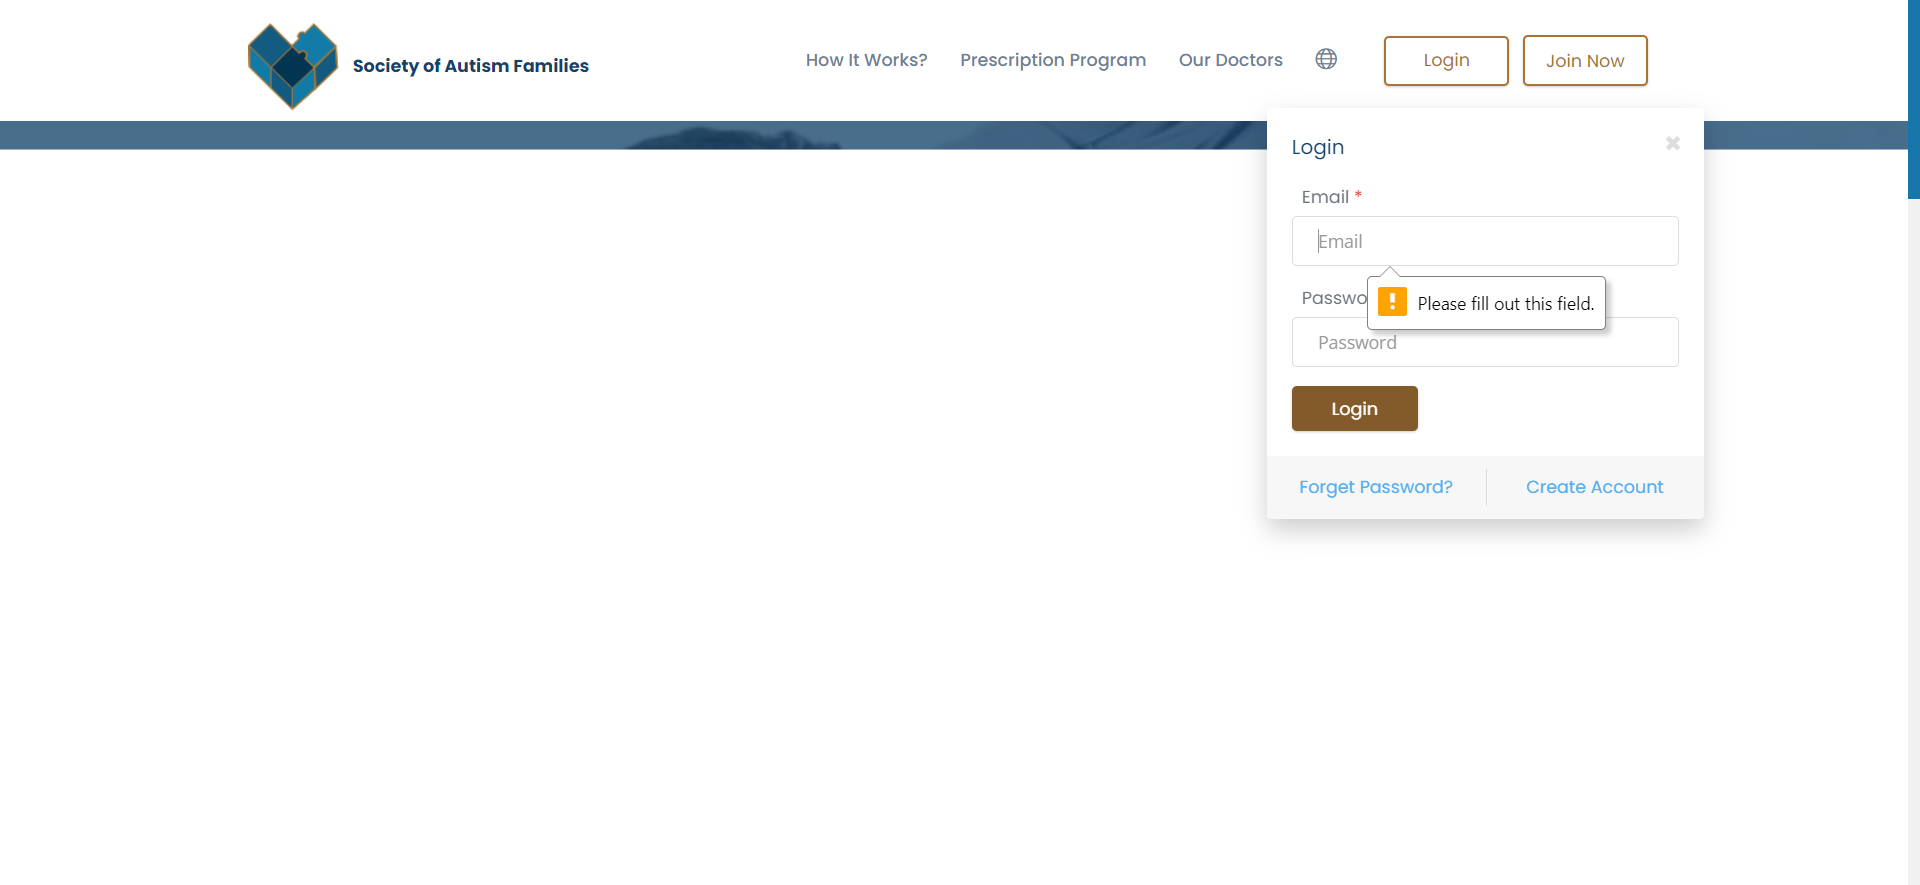 Society of Autism Families
How It Works?
Prescription Program
Our Doctors
Login
Join Now
Login
Email *
Email
Please fill out this field.
Passwo
Password
Login
Forget Password?
Create Account